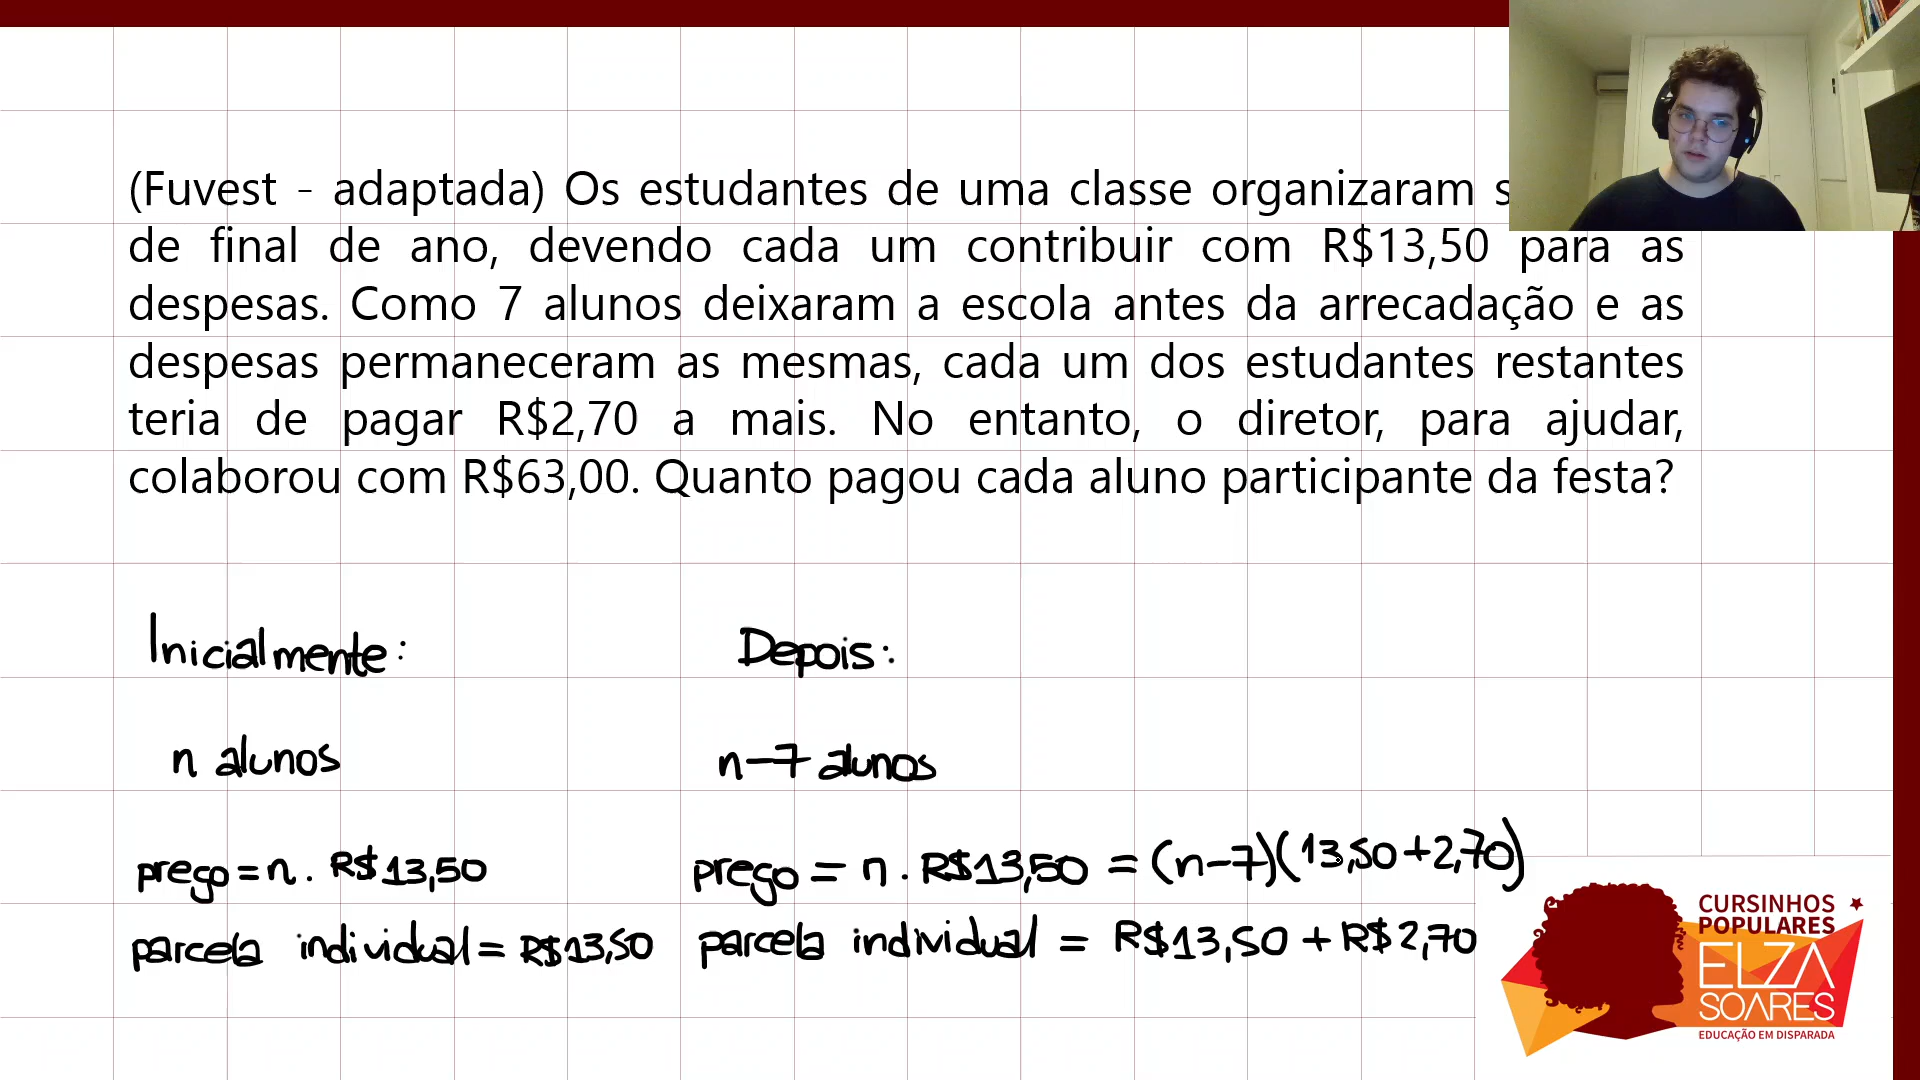 (Fuvest - adaptada) Os estudantes de uma classe organizaram
de final de ano, devendo cada um contribuir com R$13,50 para as
despesas. Como 7 alunos deixaram a escola antes da arrecadação e as
despesas permaneceram as mesmas, cada um dos estudantes restantes
teria de pagar R$2,70 a mais. No entanto, o diretor, para ajudar,
colaborou com R$63,00. Quanto pagou cada aluno participante da festa?
Inicialmente:
n alunos
preço = n . R$13,50
parcela individual = R$13,50
Depois:
n-7 alunos
preço = n . R$13,50 = (n-7)(13,50+2,70)
parcela individual = R$13,50 + R$2,70
CURSINHOS
POPULARES
ELZA
SOARES
EDUCAÇÃO EM DISPARADA